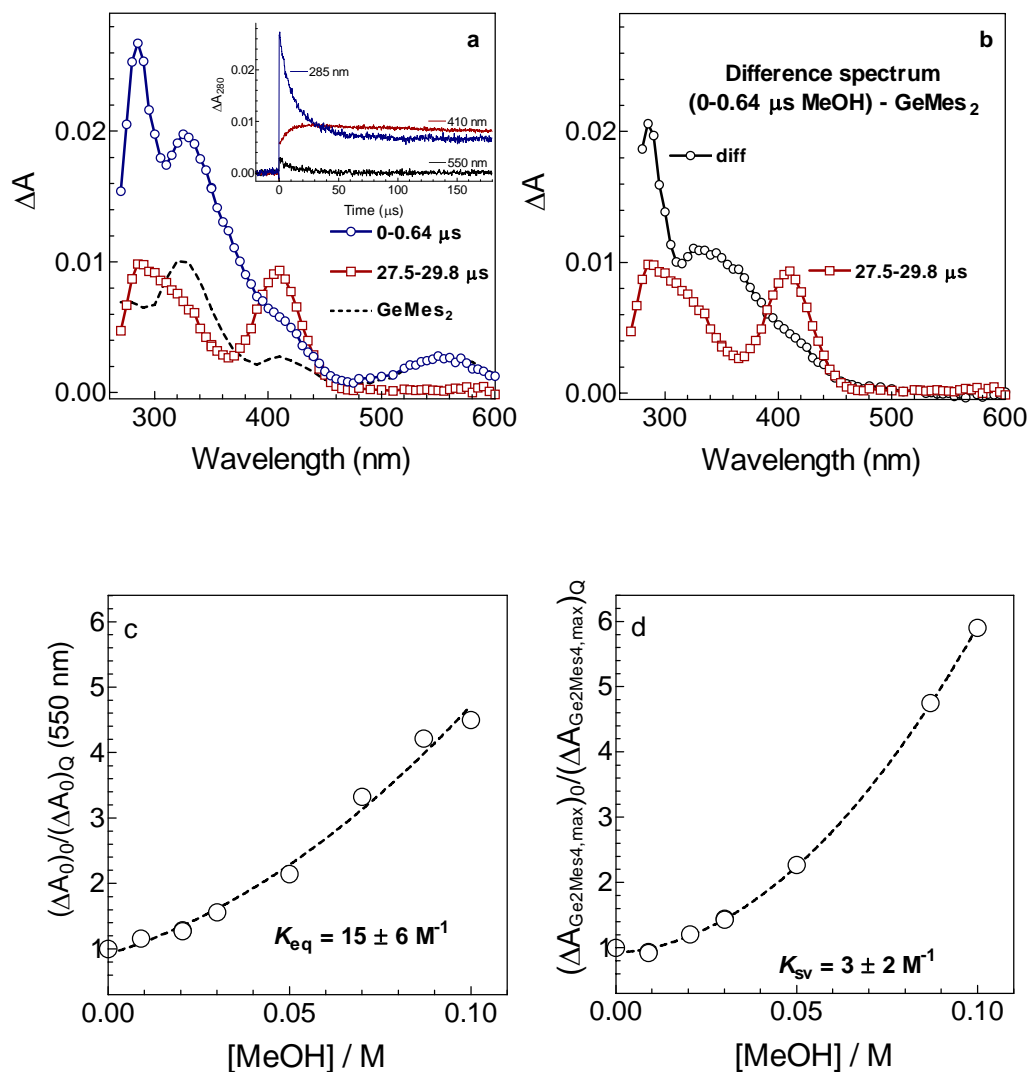 a
ΔA
0.02
0.01
0.00
300
400
500
600
Wavelength (nm)
ΔA280
0.02
0.01
0.00
0
50
100
150
Time (μs)
285 nm
410 nm
550 nm
0-0.64 μs
27.5-29.8 μs
GeMes2
b
Difference spectrum
(0-0.64 μs MeOH) - GeMes2
diff
27.5-29.8 μs
ΔA
0.02
0.01
0.00
300
400
500
600
Wavelength (nm)
c
(ΔA0)0/(ΔA0)Q (550 nm)
6
5
4
3
2
1
Keq = 15 ± 6 M-1
0.00
0.05
0.10
[MeOH] / M
d
(ΔAGe2Mes4,max)0/(ΔAGe2Mes4,max)Q
6
5
4
3
2
1
Ksv = 3 ± 2 M-1
0.00
0.05
0.10
[MeOH] / M